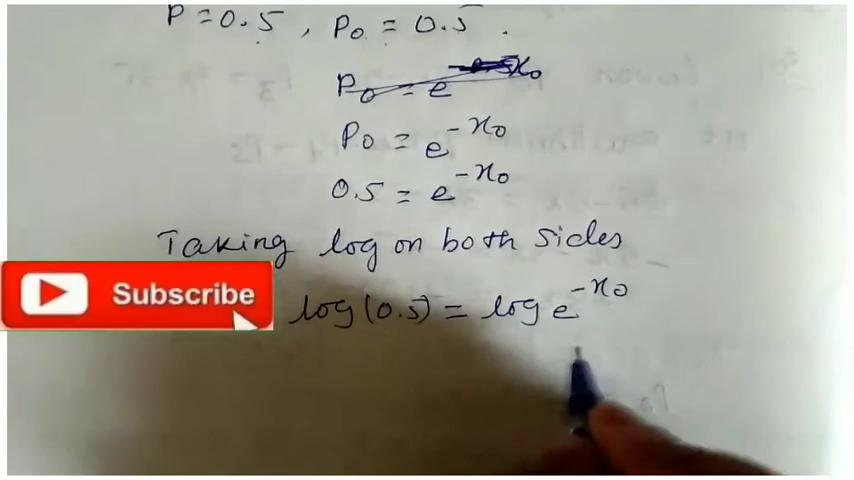 P = 0.5 , P₀ = 0.5 .
P₀ = e
P₀ = e^-x₀
0.5 = e^-x₀
Taking log on both sides
Subscribe
log(0.5) = log e^-x₀